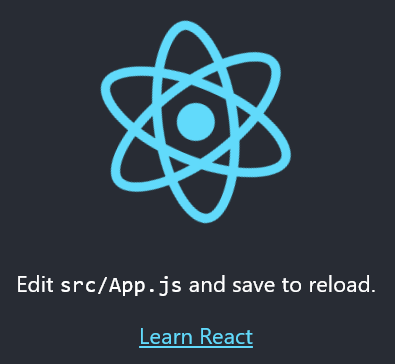 Edit src/App.js and save to reload.
Learn React